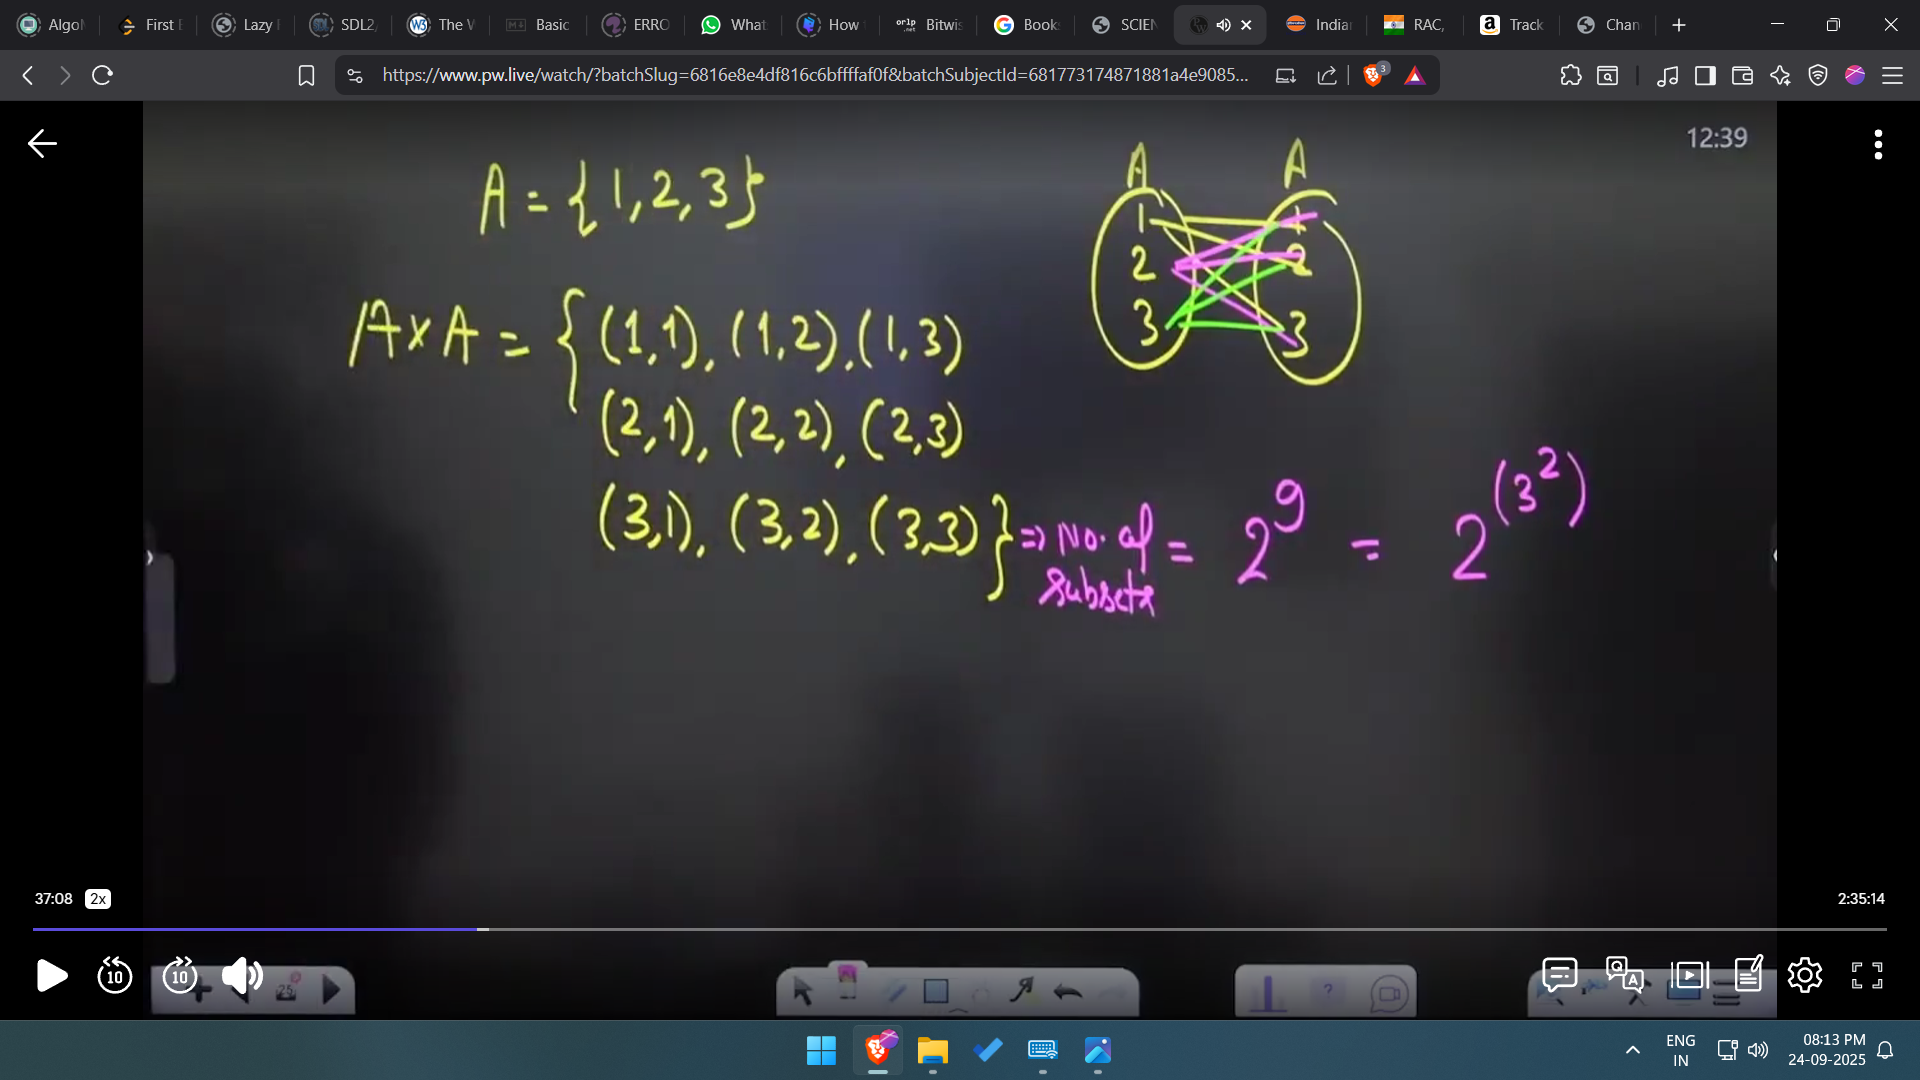 Algo
First E
Lazy
SDL2
The W
Basic
ERRO
What
How
orlp .net Bitwis
Book
SCIEN
India
RAC,
Track
Chan
https://www.pw.live/watch/?batchSlug=6816e8e4df816c6bffffaf0f&batchSubjectId=681773174871881a4e9085...
3
12:39
A = {1, 2, 3}
A A
1 1
2 2
3 3
A × A = { (1,1), (1,2), (1,3)
(2,1), (2,2), (2,3)
(3,1), (3,2), (3,3) } ⇒ No. of Subsets = 2^9 = 2^(3^2)
37:08 2x
2:35:14
10 10
25
?
ENG
IN
08:13 PM
24-09-2025